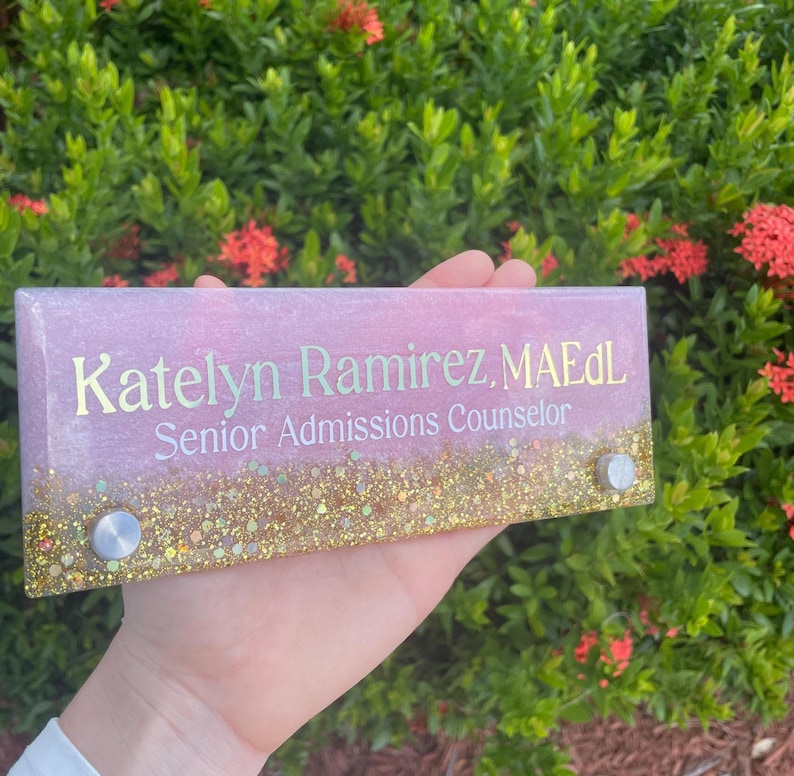 Katelyn Ramirez, MAEdL
Senior Admissions Counselor